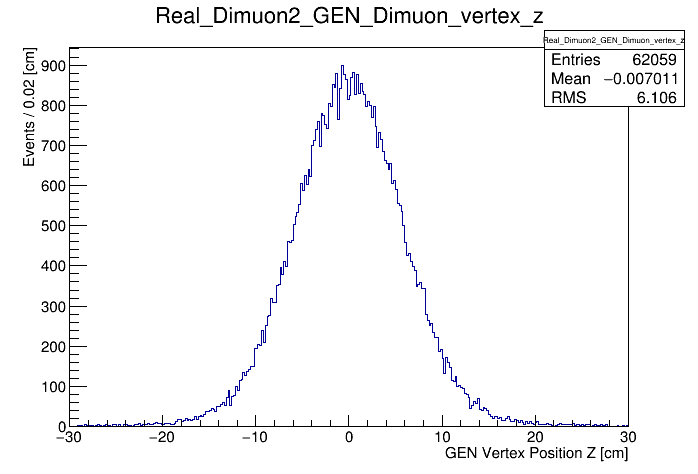 Real_Dimuon2_GEN_Dimuon_vertex_z
Real_Dimuon2_GEN_Dimuon_vertex_z
Entries 62059
Mean −0.007011
RMS 6.106
Events / 0.02 [cm]
900
800
700
600
500
400
300
200
100
0
−30 −20 −10 0 10 20 30
GEN Vertex Position Z [cm]